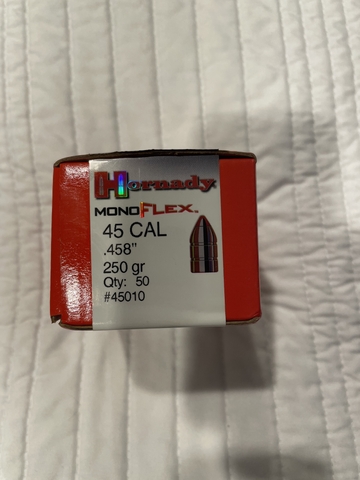 Hornady
MONOFLEX.
45 CAL
.458"
250 gr
Qty: 50
#45010